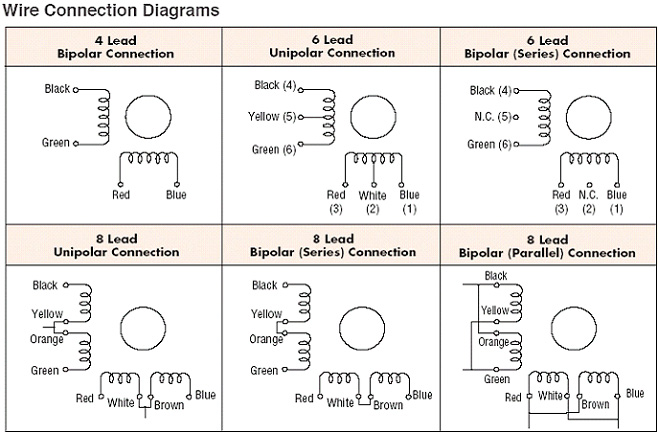 Wire Connection Diagrams
4 Lead
Bipolar Connection
6 Lead
Unipolar Connection
6 Lead
Bipolar (Series) Connection
Black
Green
Red
Blue
Black (4)
Yellow (5)
Green (6)
Red White Blue
(3) (2) (1)
Black (4)
N.C. (5)
Green (6)
Red N.C. Blue
(3) (2) (1)
8 Lead
Unipolar Connection
8 Lead
Bipolar (Series) Connection
8 Lead
Bipolar (Parallel) Connection
Black
Yellow
Orange
Green
Red White Brown Blue
Black
Yellow
Orange
Green
Red White Brown Blue
Black
Yellow
Orange
Green
Red White Brown Blue